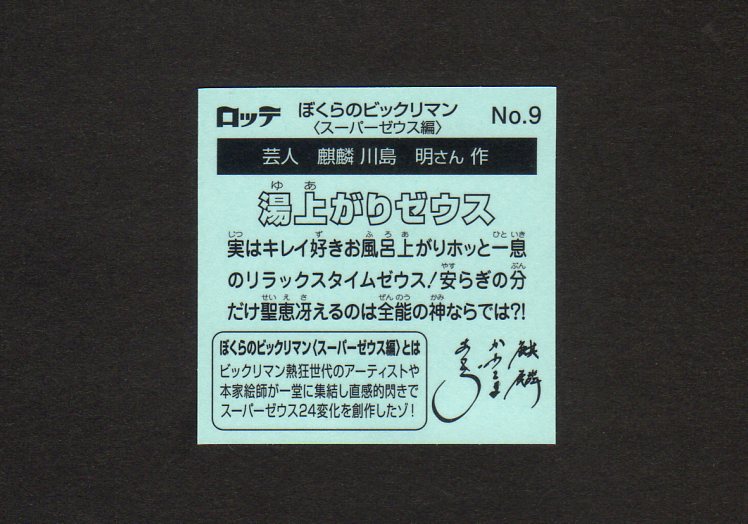 ロッテ ぼくらのビックリマン No.9
〈スーパーゼウス編〉
芸人 麒麟 川島 明さん 作
ゆ あ
湯上がりゼウス
じつ ず ふろあ ひといき
実はキレイ好きお風呂上がりホッと一息
やす ぶん
のリラックスタイムゼウス!安らぎの分
せいえさ ぜんのう かみ
だけ聖恵冴えるのは全能の神ならでは?!
ぼくらのビックリマン〈スーパーゼウス編〉とは
ビックリマン熱狂世代のアーティストや
本家絵師が一堂に集結し直感的閃きで
スーパーゼウス24変化を創作したゾ!
麒麟
かわしま
あきら